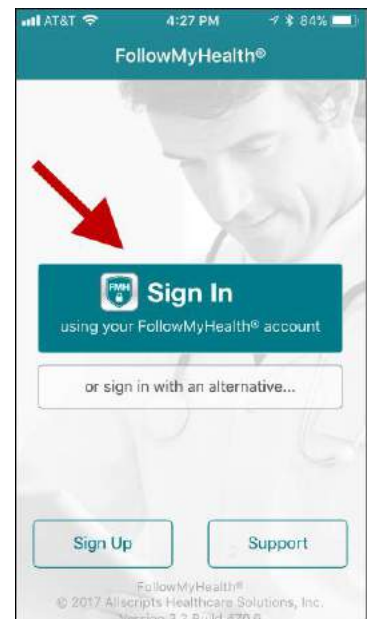 AT&T 4:27 PM 84%
FollowMyHealth®
FMH
Sign In
using your FollowMyHealth® account
or sign in with an alternative...
Sign Up Support
FollowMyHealth®
© 2017 Allscripts Healthcare Solutions, Inc.
Version